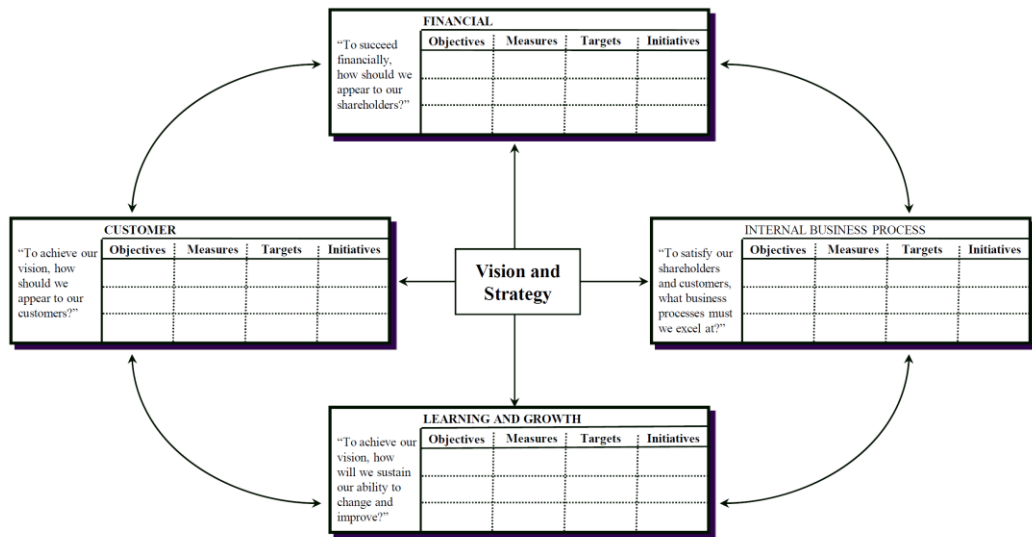 FINANCIAL
“To succeed
financially,
how should we
appear to our
shareholders?”
Objectives Measures Targets Initiatives
CUSTOMER
“To achieve our
vision, how
should we
appear to our
customers?”
Objectives Measures Targets Initiatives
Vision and
Strategy
INTERNAL BUSINESS PROCESS
“To satisfy our
shareholders
and customers,
what business
processes must
we excel at?”
Objectives Measures Targets Initiatives
LEARNING AND GROWTH
“To achieve our
vision, how
will we sustain
our ability to
change and
improve?”
Objectives Measures Targets Initiatives